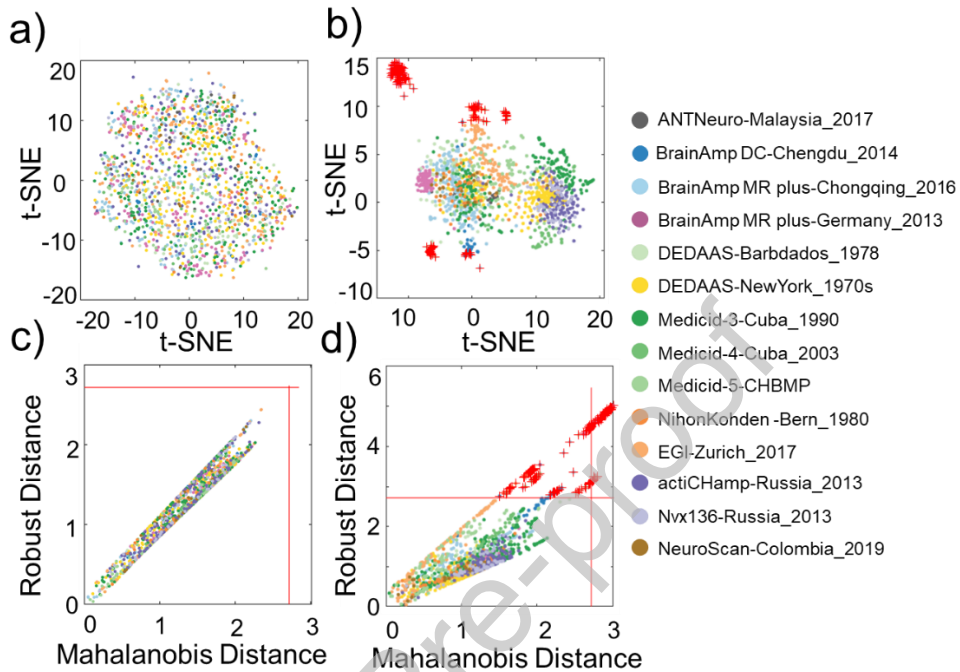 a)
b)
20
10
0
-10
-20
t-SNE
-20 -10 0 10 20
t-SNE
15
10
5
0
-5
-10
t-SNE
10 0 10 20
t-SNE
ANTNeuro-Malaysia_2017
BrainAmp DC-Chengdu_2014
BrainAmp MR plus-Chongqing_2016
BrainAmp MR plus-Germany_2013
DEDAAS-Barbdados_1978
DEDAAS-NewYork_1970s
Medicid-3-Cuba_1990
Medicid-4-Cuba_2003
Medicid-5-CHBMP
NihonKohden -Bern_1980
EGI-Zurich_2017
actiCHamp-Russia_2013
Nvx136-Russia_2013
NeuroScan-Colombia_2019
c)
d)
3
2
1
0
Robust Distance
0 1 2 3
Mahalanobis Distance
6
4
2
0
Robust Distance
0 1 2 3
Mahalanobis Distance
re-proof